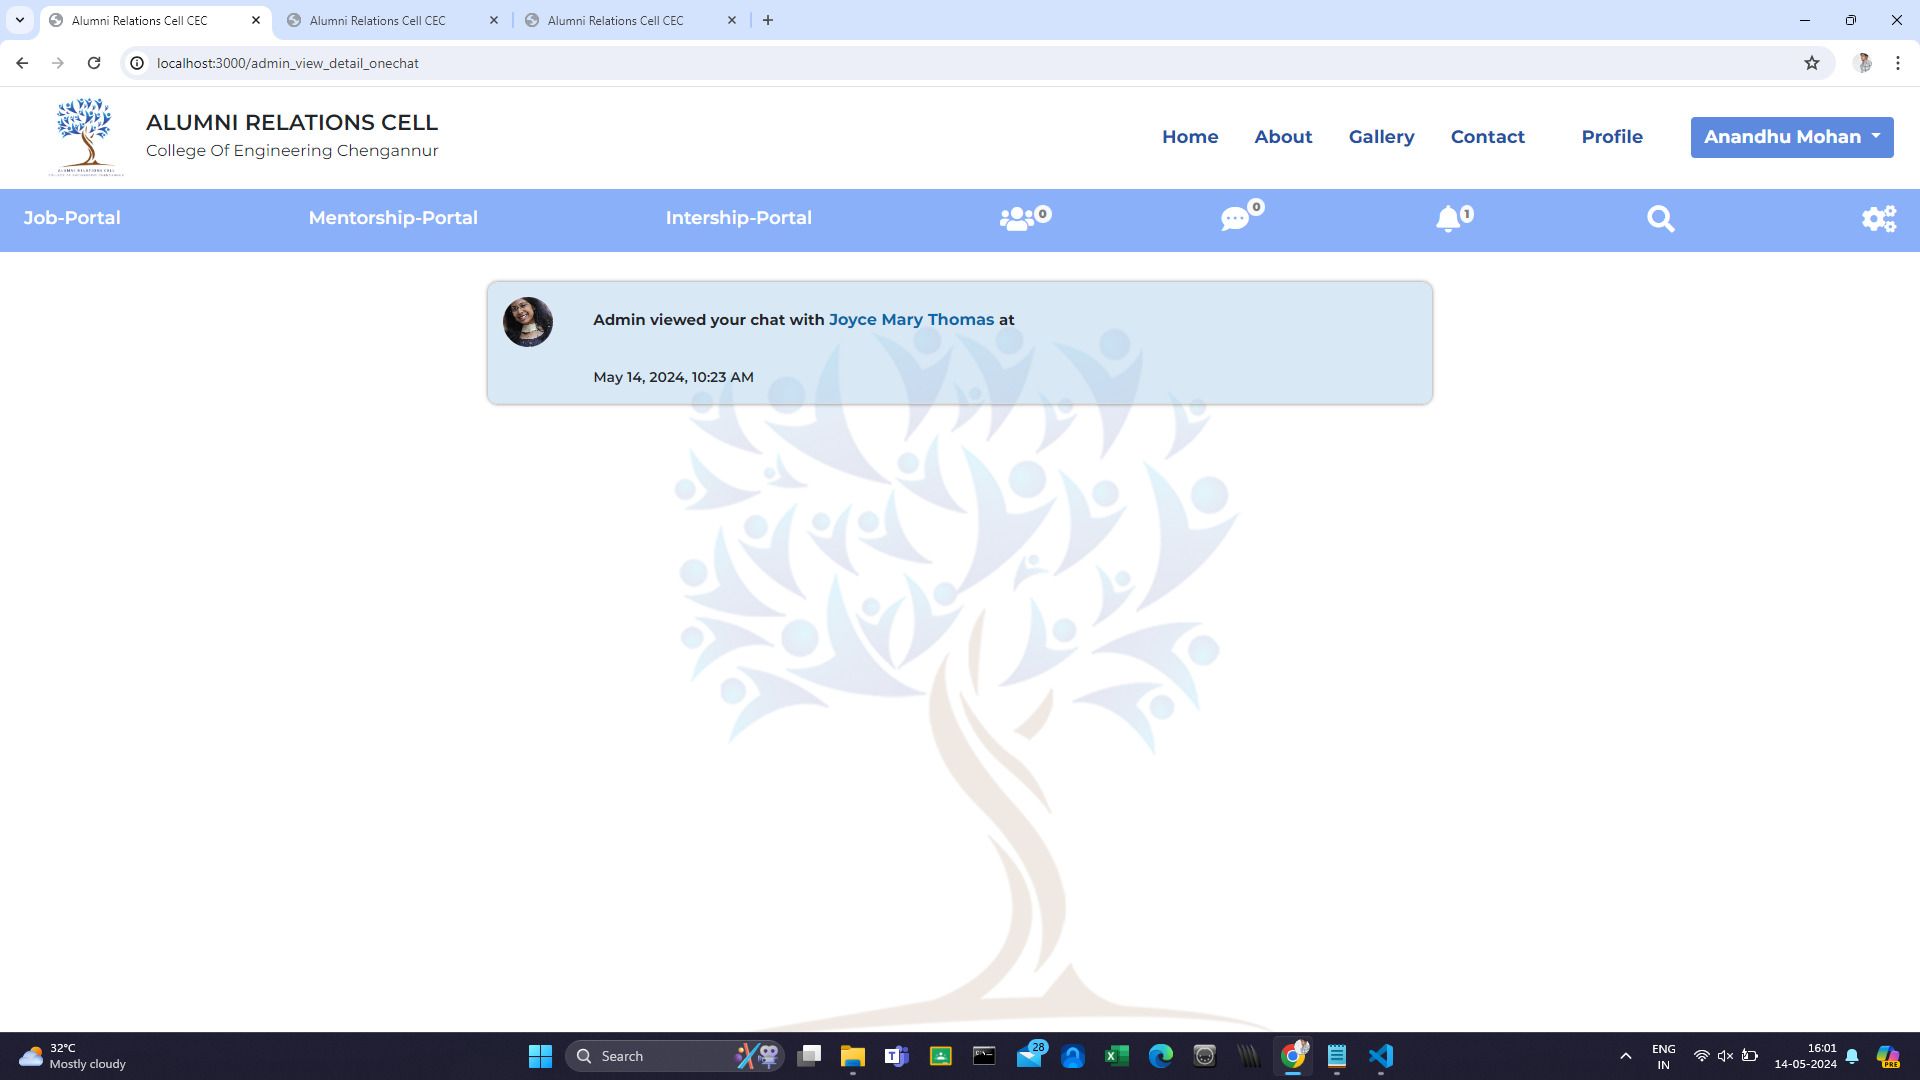 Alumni Relations Cell CEC
Alumni Relations Cell CEC
Alumni Relations Cell CEC
localhost:3000/admin_view_detail_onechat
ALUMNI RELATIONS CELL
College Of Engineering Chengannur
Home About Gallery Contact Profile Anandhu Mohan
Job-Portal Mentorship-Portal Intership-Portal 0 0 1
Admin viewed your chat with Joyce Mary Thomas at
May 14, 2024, 10:23 AM
32°C
Mostly cloudy
Search
28
ENG
IN
16:01
14-05-2024
PRE